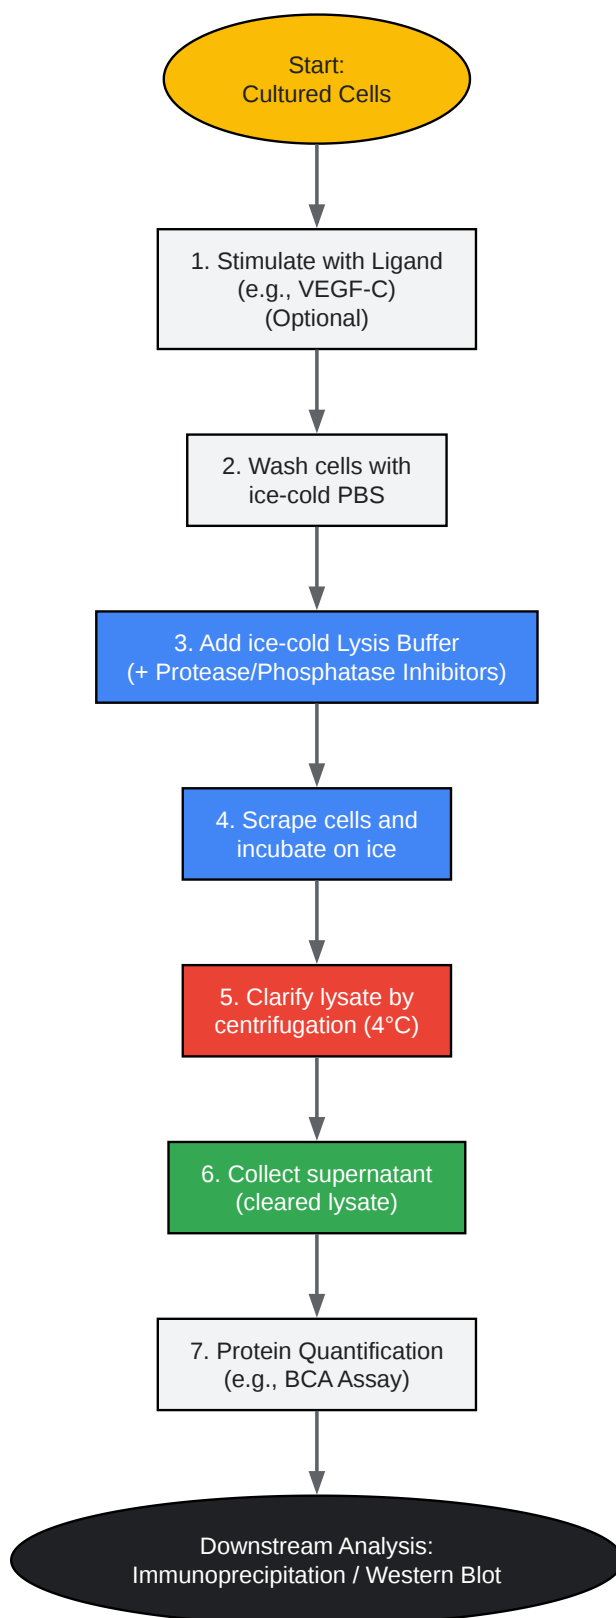 Start:
Cultured Cells
1. Stimulate with Ligand
(e.g., VEGF-C)
(Optional)
2. Wash cells with
ice-cold PBS
3. Add ice-cold Lysis Buffer
(+ Protease/Phosphatase Inhibitors)
4. Scrape cells and
incubate on ice
5. Clarify lysate by
centrifugation (4°C)
6. Collect supernatant
(cleared lysate)
7. Protein Quantification
(e.g., BCA Assay)
Downstream Analysis:
Immunoprecipitation / Western Blot